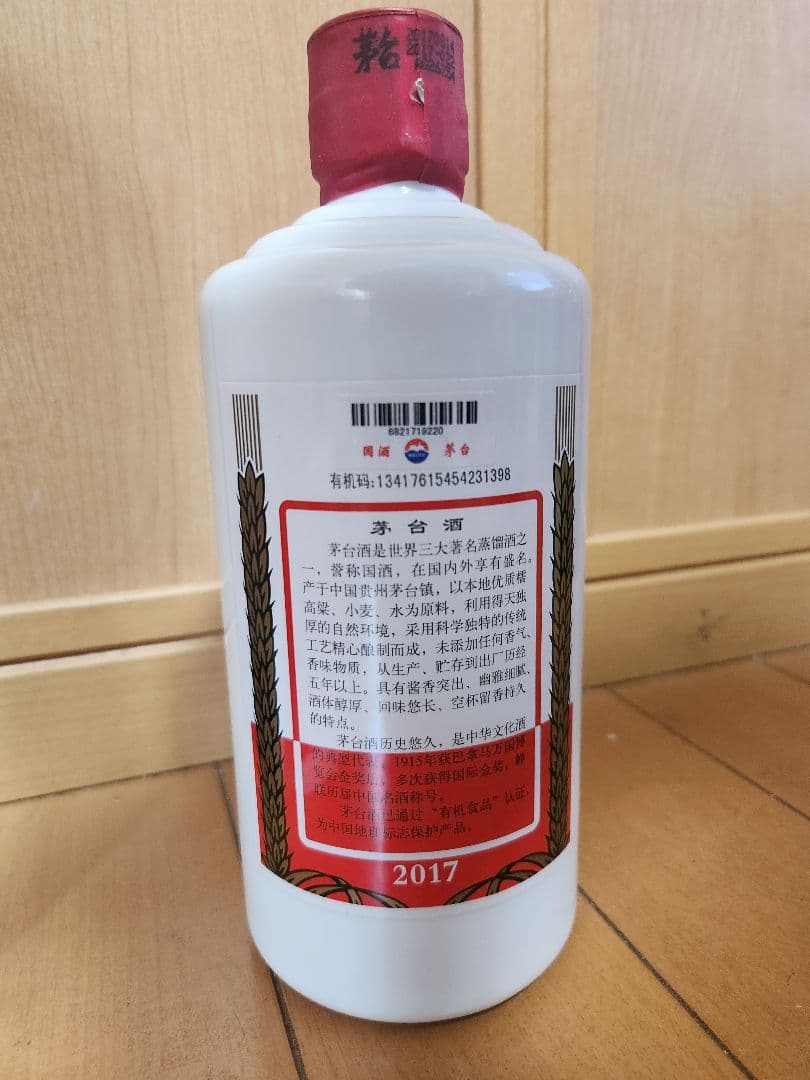 茅台
6821719220
国酒 茅台
有机码:13417615454231398
茅台酒
茅台酒是世界三大著名蒸馏酒之
一，誉称国酒，在国内外享有盛名。
产于中国贵州茅台镇，以本地优质糯
高粱、小麦、水为原料，利用得天独
厚的自然环境，采用科学独特的传统
工艺精心酿制而成，未添加任何香气、
香味物质，从生产、贮存到出厂历经
五年以上。具有酱香突出、幽雅细腻、
酒体醇厚、回味悠长、空杯留香持久
的特点。
茅台酒历史悠久，是中华文化酒
的典型代表，1915年获巴拿马万国博
览会金奖后，多次获得国际金奖，蝉
联历届中国名酒称号。
茅台酒已通过“有机食品”认证，
为中国地理标志保护产品。
2017